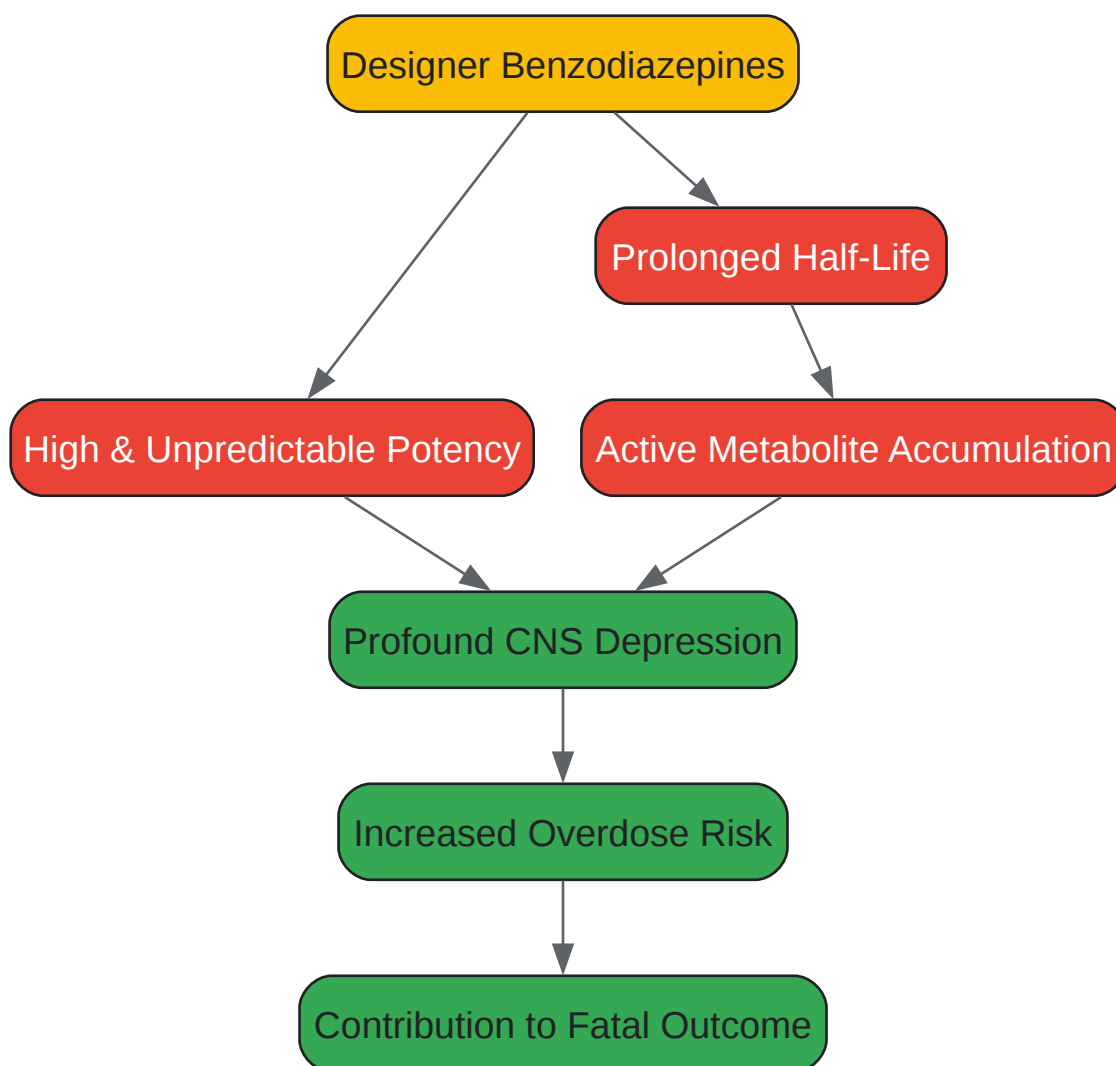 Designer Benzodiazepines
Prolonged Half-Life
High & Unpredictable Potency
Active Metabolite Accumulation
Profound CNS Depression
Increased Overdose Risk
Contribution to Fatal Outcome